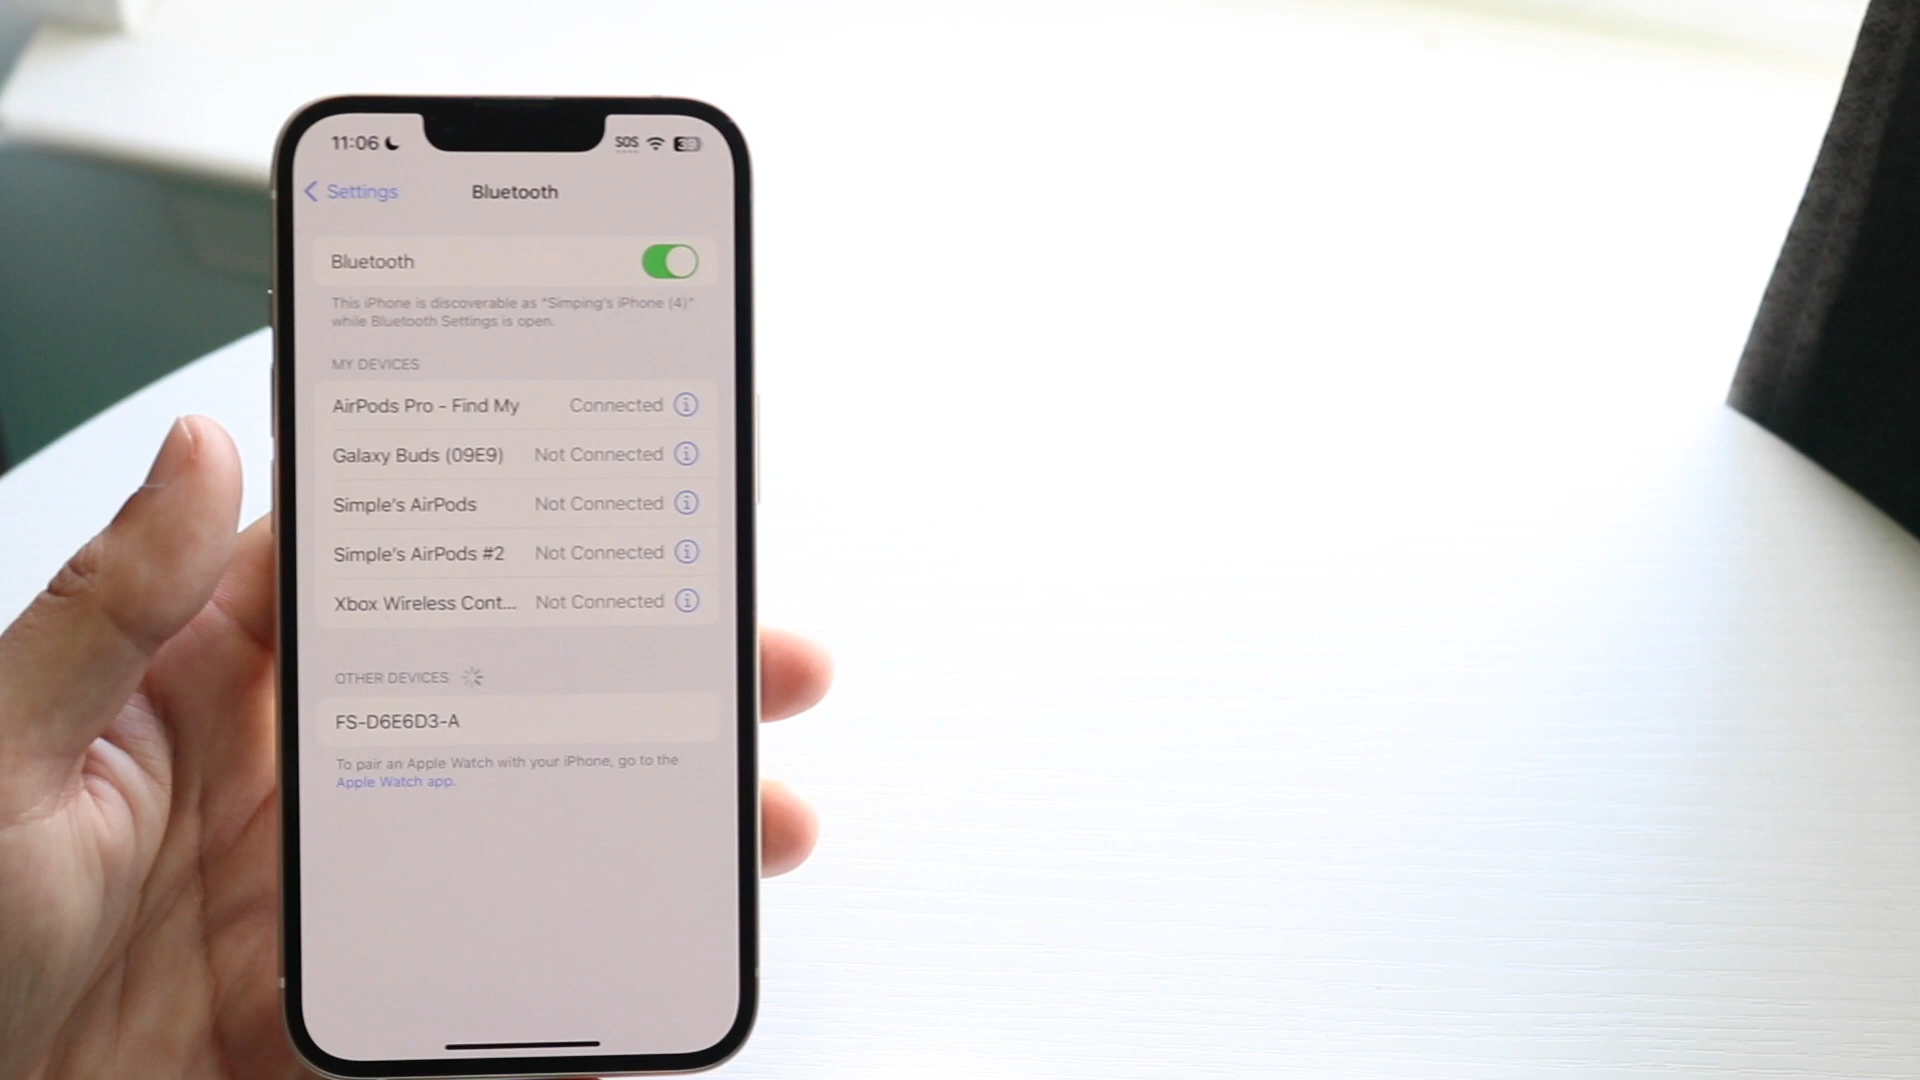 11:06
SOS
39
Settings
Bluetooth
Bluetooth
This iPhone is discoverable as “Simping’s iPhone (4)”
while Bluetooth Settings is open.
MY DEVICES
AirPods Pro - Find My Connected
Galaxy Buds (09E9) Not Connected
Simple's AirPods Not Connected
Simple's AirPods #2 Not Connected
Xbox Wireless Cont... Not Connected
OTHER DEVICES
FS-D6E6D3-A
To pair an Apple Watch with your iPhone, go to the
Apple Watch app.